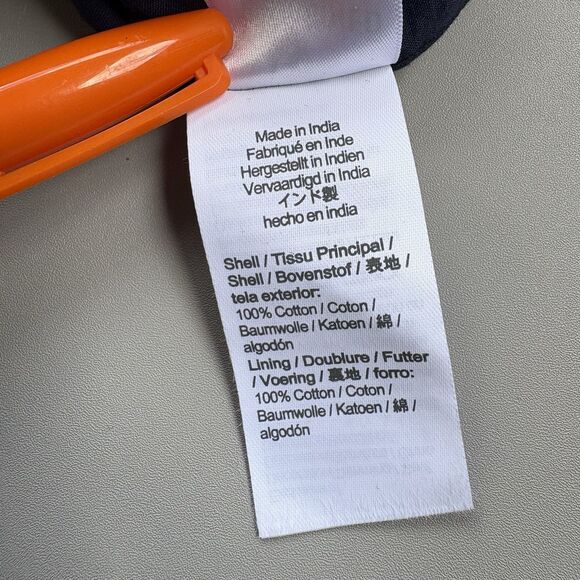 Made in India
Fabriqué en Inde
Hergestellt in Indien
Vervaardigd in India
インド製
hecho en india
Shell / Tissu Principal /
Shell / Bovenstof / 表地 /
tela exterior:
100% Cotton / Coton /
Baumwolle / Katoen / 綿 /
algodón
Lining / Doublure / Futter
/ Voering / 裏地 / forro:
100% Cotton / Coton /
Baumwolle / Katoen / 綿 /
algodón